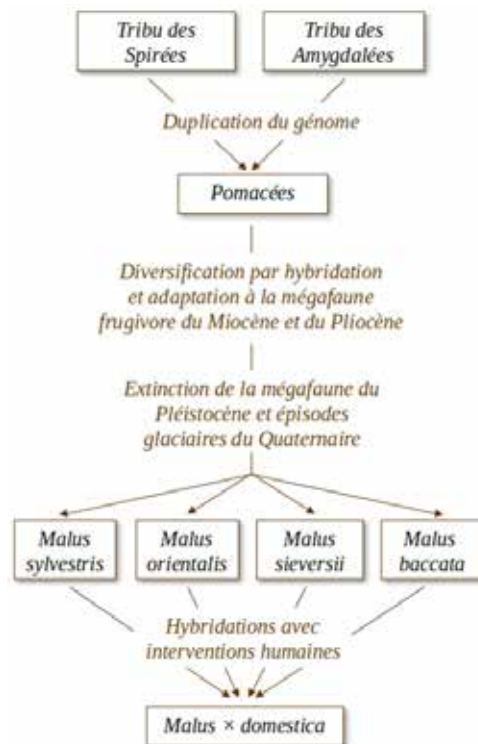 Tribu des
Spirées
Tribu des
Amygdalées
Duplication du génome
Pomacées
Diversification par hybridation
et adaptation à la mégafaune
frugivore du Miocène et du Pliocène
Extinction de la mégafaune du
Pléistocène et épisodes
glaciaires du Quaternaire
Malus
sylvestris
Malus
orientalis
Malus
sieversii
Malus
baccata
Hybridations avec
interventions humaines
Malus × domestica